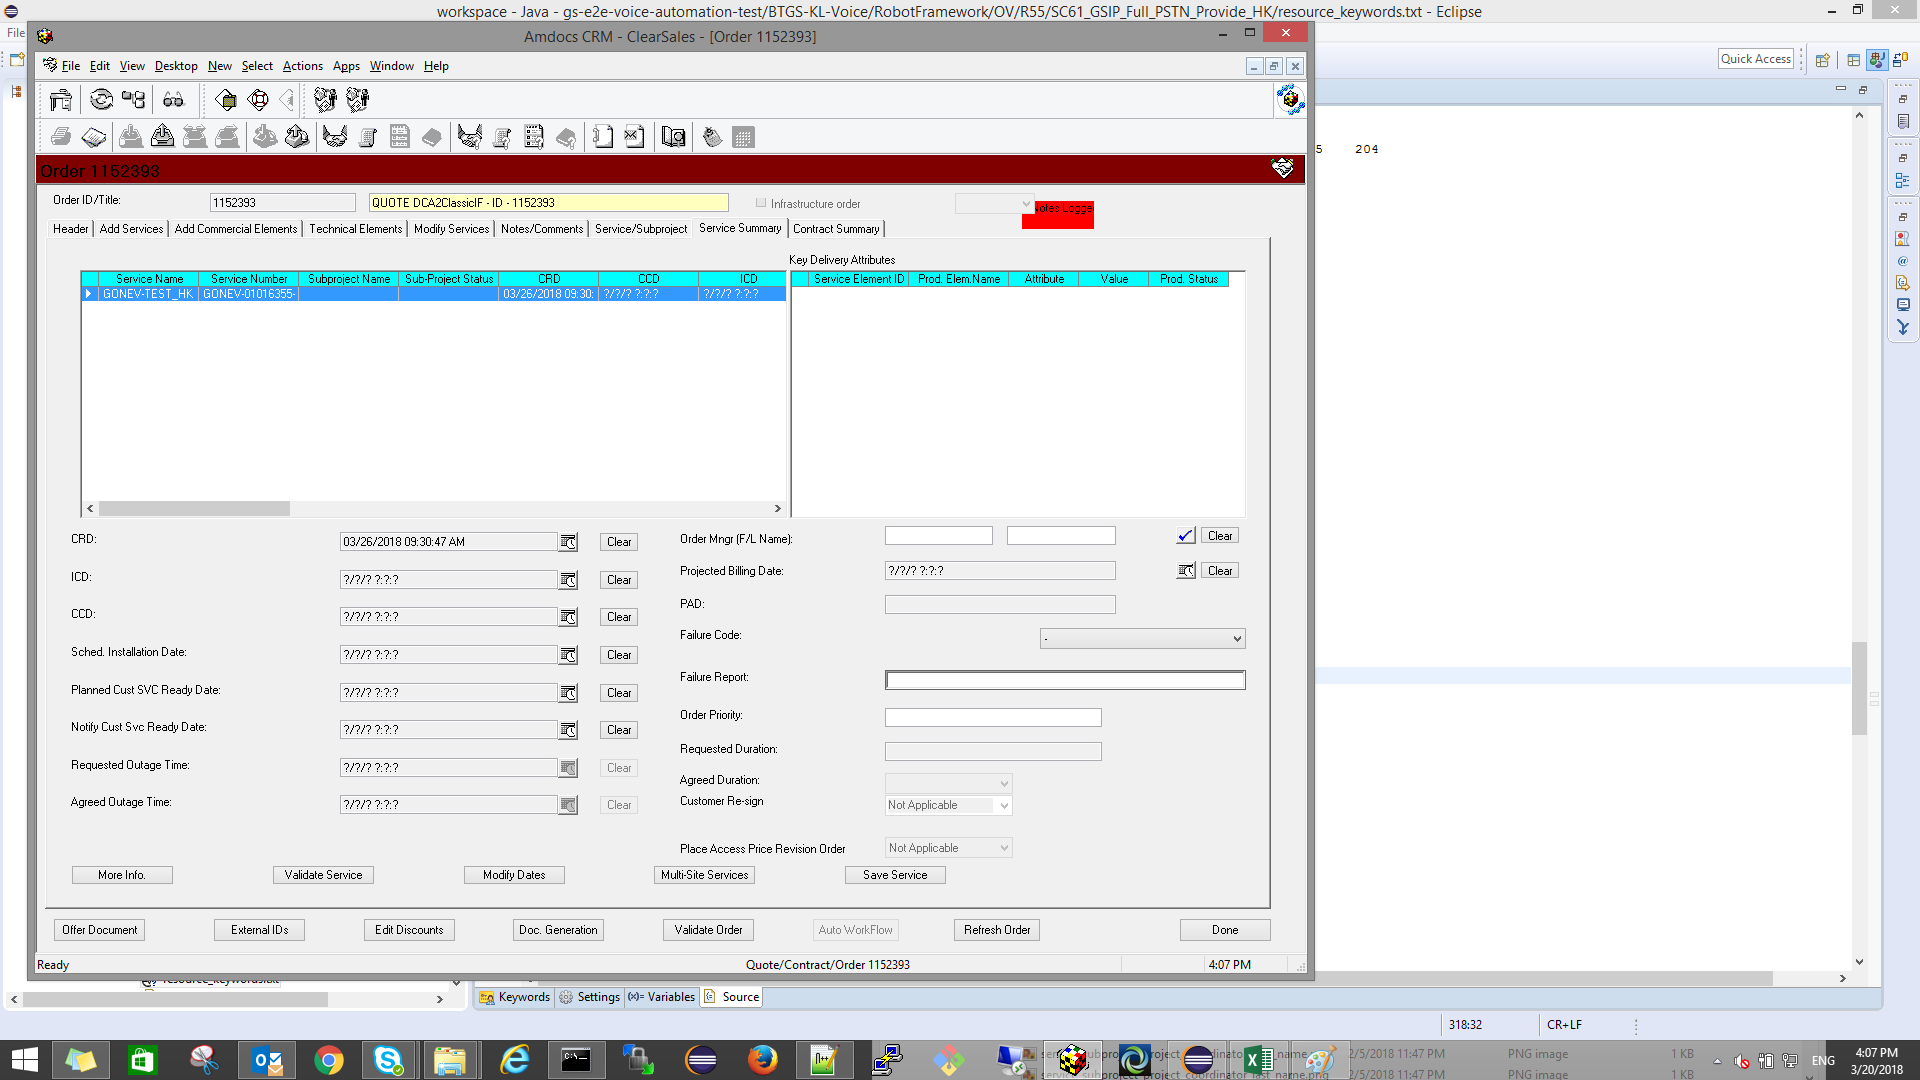 workspace - Java - gs-e2e-voice-automation-test/BTGS-KL-Voice/RobotFramework/OV/R55/SC61_GSIP_Full_PSTN_Provide_HK/resource_keywords.txt - Eclipse
File
Amdocs CRM - ClearSales - [Order 1152393]
File Edit View Desktop New Select Actions Apps Window Help
Quick Access
5 204
Order 1152393
Order ID/Title: 1152393 QUOTE DCA2ClassicIF - ID - 1152393 Infrastructure order Notes Logge
Header Add Services Add Commercial Elements Technical Elements Modify Services Notes/Comments Service/Subproject Service Summary Contract Summary
Key Delivery Attributes
Service Name Service Number Subproject Name Sub-Project Status CRD CCD ICD Service Element ID Prod. Elem.Name Attribute Value Prod. Status
GONEV-TEST_HK GONEV-01016355- 03/26/2018 09:30: ?/?/? ?:?:? ?/?/? ?:?:?
CRD: 03/26/2018 09:30:47 AM Clear Order Mngr (F/L Name): Clear
ICD: ?/?/? ?:?:? Clear Projected Billing Date: ?/?/? ?:?:? Clear
CCD: ?/?/? ?:?:? Clear PAD:
Sched. Installation Date: ?/?/? ?:?:? Clear Failure Code: -
Planned Cust SVC Ready Date: ?/?/? ?:?:? Clear Failure Report:
Notify Cust Svc Ready Date: ?/?/? ?:?:? Clear Order Priority:
Requested Outage Time: ?/?/? ?:?:? Clear Requested Duration:
Agreed Outage Time: ?/?/? ?:?:? Clear Agreed Duration:
Customer Re-sign Not Applicable
Place Access Price Revision Order Not Applicable
More Info. Validate Service Modify Dates Multi-Site Services Save Service
Offer Document External IDs Edit Discounts Doc. Generation Validate Order Auto WorkFlow Refresh Order Done
Ready Quote/Contract/Order 1152393 4:07 PM
resource_keywords.txt
Keywords Settings (x)= Variables Source
318:32 CR+LF
2/5/2018 11:47 PM PNG image 1 KB
2/5/2018 11:47 PM PNG image 1 KB
ENG
4:07 PM
3/20/2018